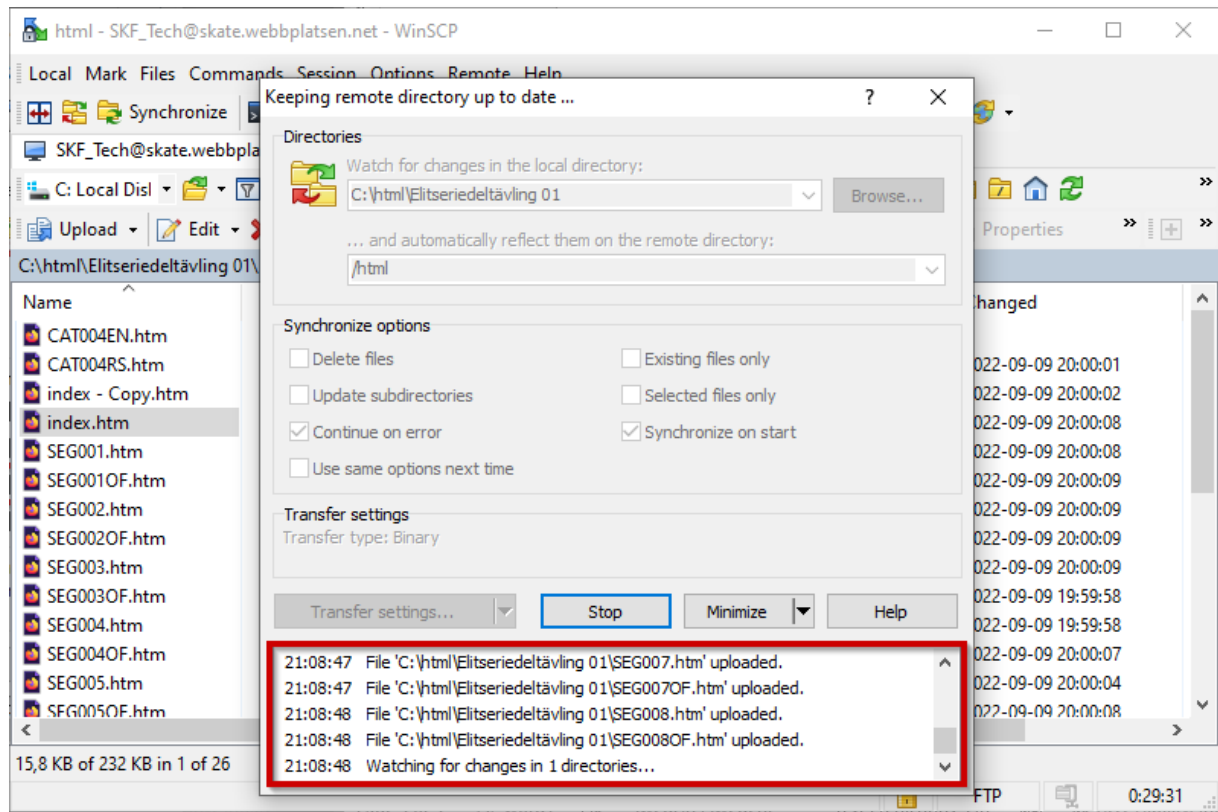 html - SKF_Tech@skate.webbplatsen.net - WinSCP
Local Mark Files Commands Session Options Remote Help
Synchronize
SKF_Tech@skate.webbpla
C: Local Disl
Upload Edit Properties
C:\html\Elitseriedeltävling 01\
Name
CAT004EN.htm
CAT004RS.htm
index - Copy.htm
index.htm
SEG001.htm
SEG001OF.htm
SEG002.htm
SEG002OF.htm
SEG003.htm
SEG003OF.htm
SEG004.htm
SEG004OF.htm
SEG005.htm
SEG005OF.htm
Keeping remote directory up to date ... ?
Directories
Watch for changes in the local directory:
C:\html\Elitseriedeltävling 01
Browse...
... and automatically reflect them on the remote directory:
/html
Synchronize options
Delete files Existing files only
Update subdirectories Selected files only
Continue on error Synchronize on start
Use same options next time
Transfer settings
Transfer type: Binary
Transfer settings... Stop Minimize Help
21:08:47 File 'C:\html\Elitseriedeltävling 01\SEG007.htm' uploaded.
21:08:47 File 'C:\html\Elitseriedeltävling 01\SEG007OF.htm' uploaded.
21:08:48 File 'C:\html\Elitseriedeltävling 01\SEG008.htm' uploaded.
21:08:48 File 'C:\html\Elitseriedeltävling 01\SEG008OF.htm' uploaded.
21:08:48 Watching for changes in 1 directories...
hanged
022-09-09 20:00:01
022-09-09 20:00:02
022-09-09 20:00:08
022-09-09 20:00:08
022-09-09 20:00:09
022-09-09 20:00:09
022-09-09 20:00:09
022-09-09 20:00:09
022-09-09 19:59:58
022-09-09 19:59:58
022-09-09 20:00:07
022-09-09 20:00:04
022-09-09 20:00:08
15,8 KB of 232 KB in 1 of 26
FTP 0:29:31